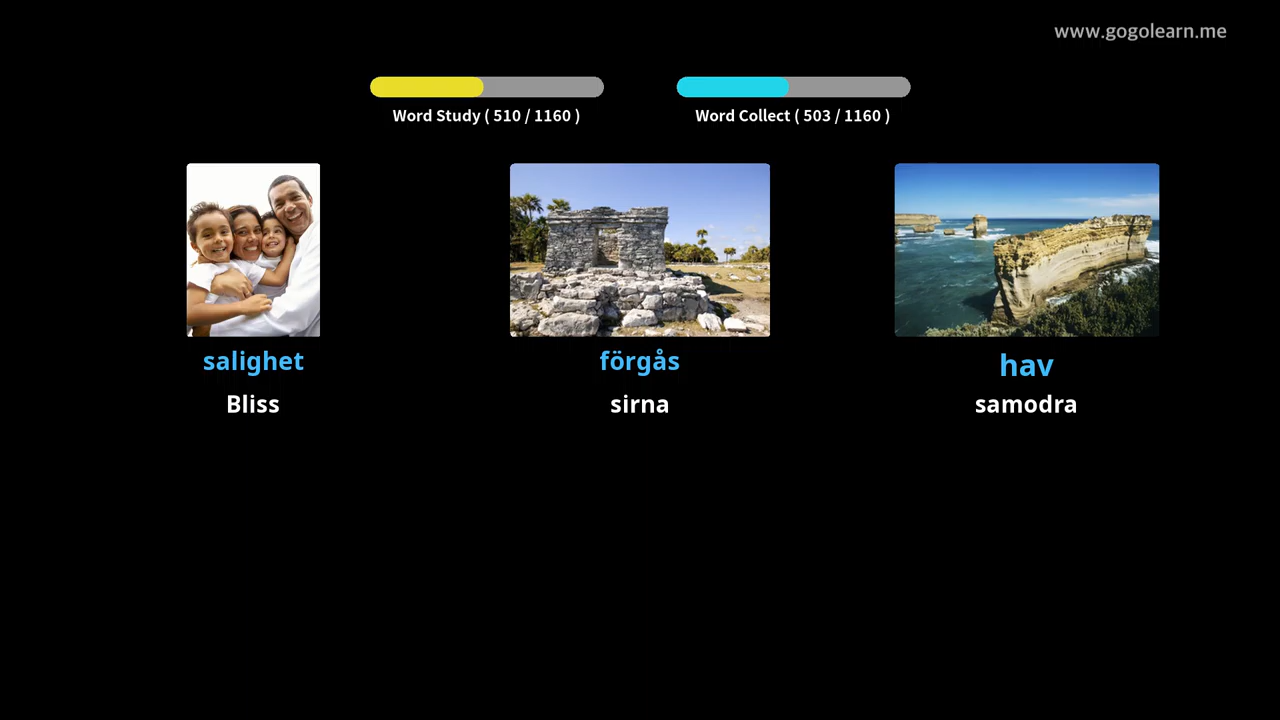 www.gogolearn.me
Word Study ( 510 / 1160 )
Word Collect ( 503 / 1160 )
salighet
förgås
hav
Bliss
sirna
samodra